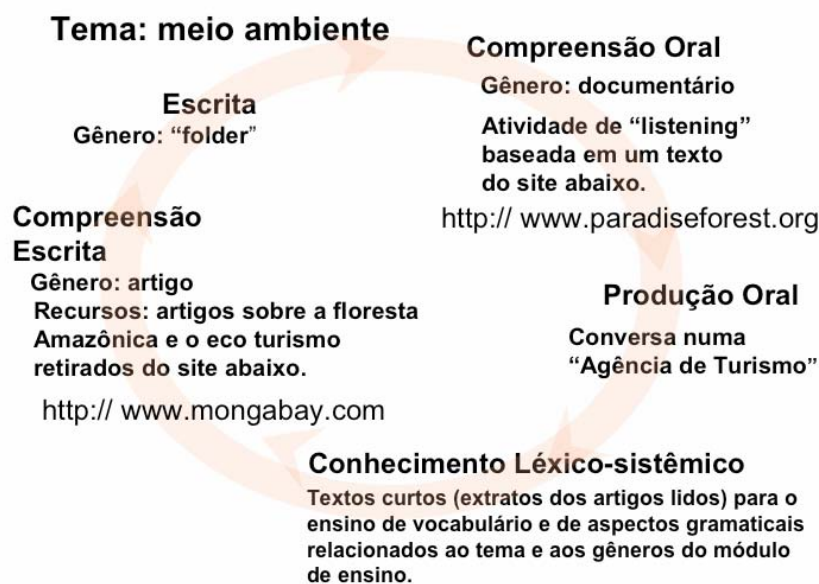 Tema: meio ambiente
Compreensão Oral
Gênero: documentário
Atividade de “listening”
baseada em um texto
do site abaixo.
http:// www.paradiseforest.org
Escrita
Gênero: “folder”
Compreensão
Escrita
Gênero: artigo
Recursos: artigos sobre a floresta
Amazônica e o eco turismo
retirados do site abaixo.
http:// www.mongabay.com
Produção Oral
Conversa numa
“Agência de Turismo”
Conhecimento Léxico-sistêmico
Textos curtos (extratos dos artigos lidos) para o
ensino de vocabulário e de aspectos gramaticais
relacionados ao tema e aos gêneros do módulo
de ensino.